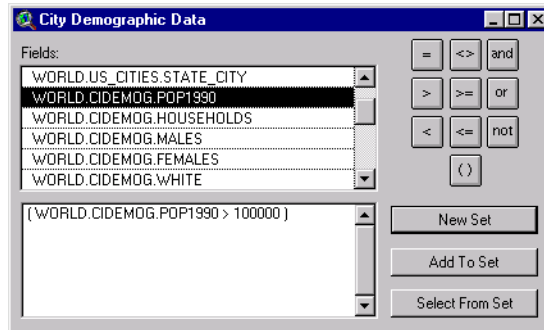 City Demographic Data
Fields:
WORLD.US_CITIES.STATE_CITY
WORLD.CIDEMOG.POP1990
WORLD.CIDEMOG.HOUSEHOLDS
WORLD.CIDEMOG.MALES
WORLD.CIDEMOG.FEMALES
WORLD.CIDEMOG.WHITE
= <> and
> >= or
< <= not
( )
( WORLD.CIDEMOG.POP1990 > 100000 )
New Set
Add To Set
Select From Set